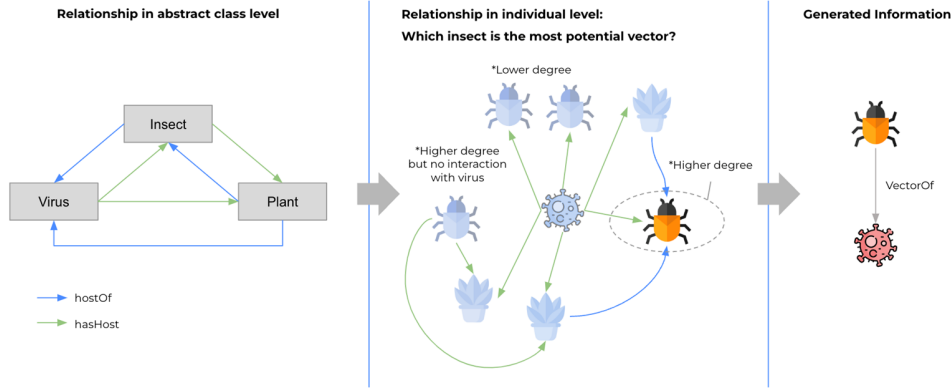 Relationship in abstract class level
Insect
Virus
Plant
hostOf
hasHost
Relationship in individual level:
Which insect is the most potential vector?
*Lower degree
*Higher degree
but no interaction
with virus
*Higher degree
Generated Information
VectorOf